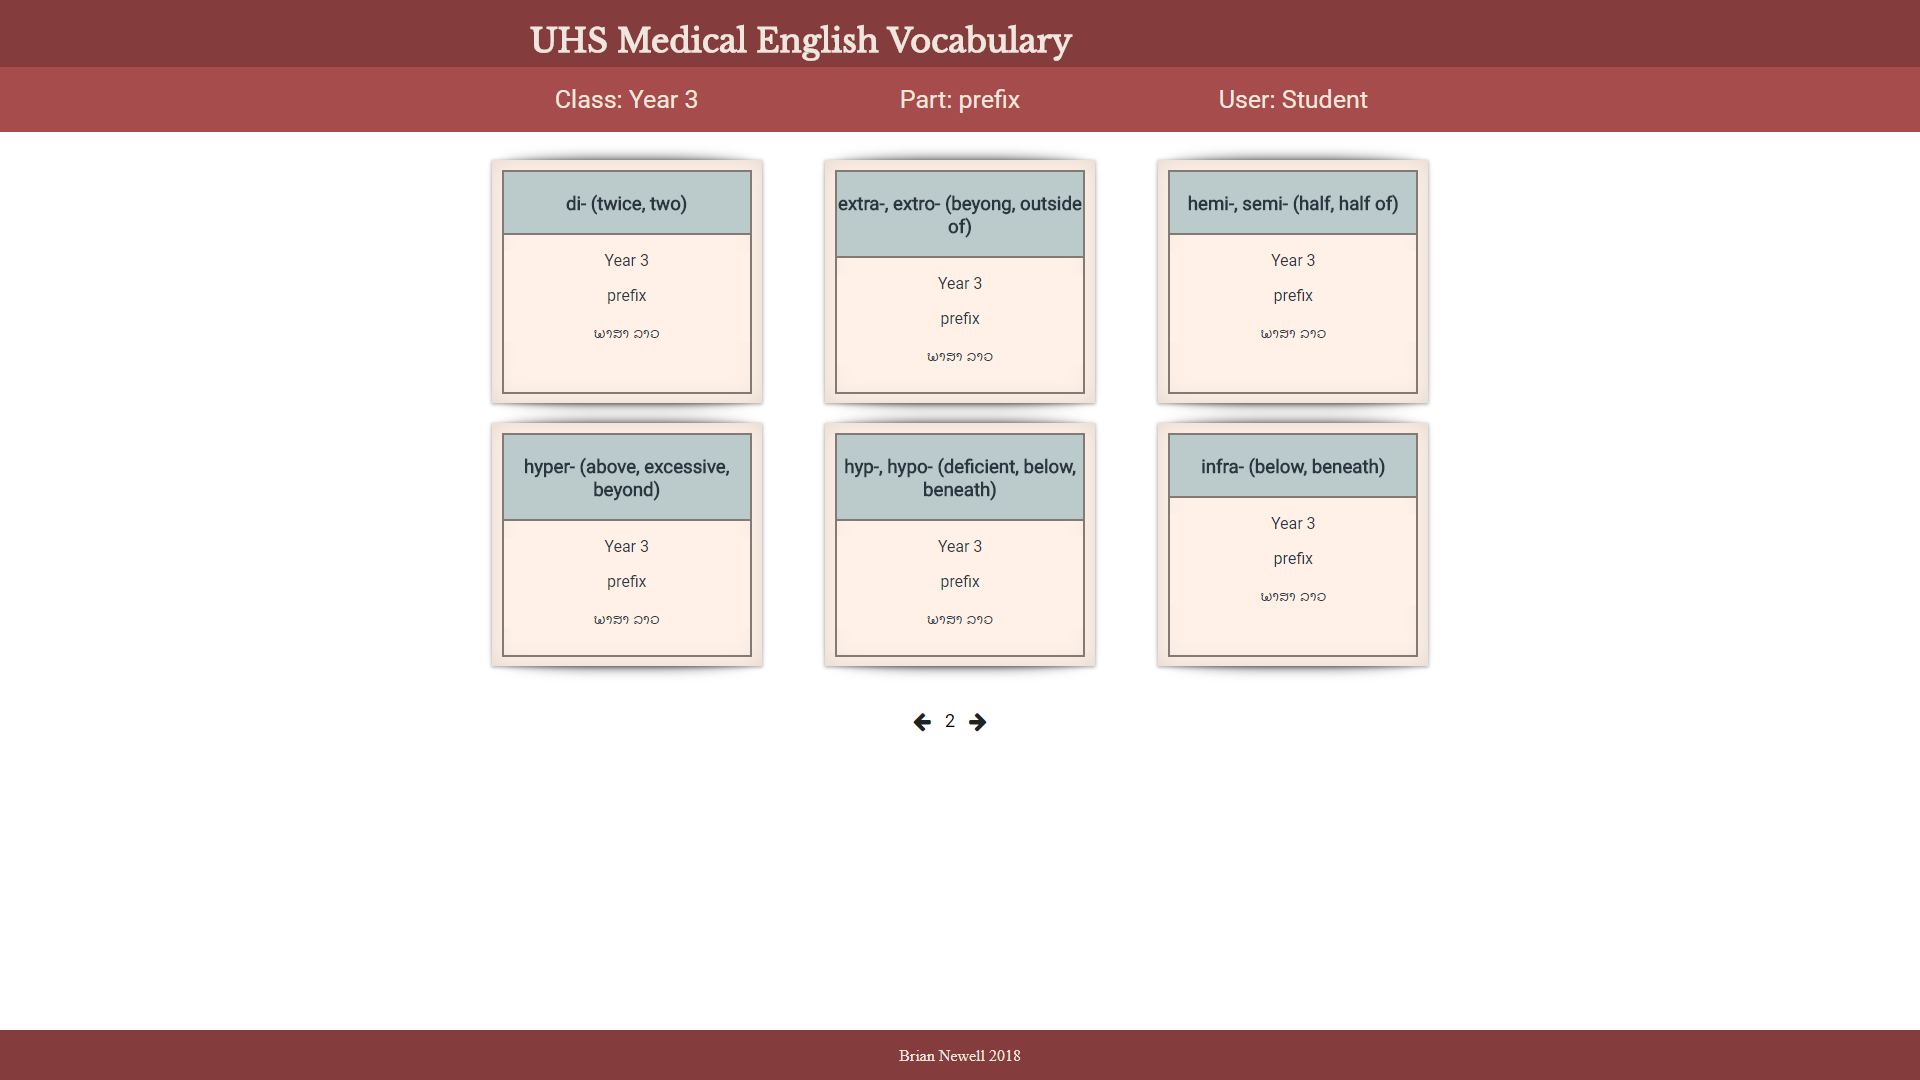 UHS Medical English Vocabulary
Class: Year 3
Part: prefix
User: Student
di- (twice, two)
Year 3
prefix
ພາສາ ລາວ
extra-, extro- (beyong, outside
of)
Year 3
prefix
ພາສາ ລາວ
hemi-, semi- (half, half of)
Year 3
prefix
ພາສາ ລາວ
hyper- (above, excessive,
beyond)
Year 3
prefix
ພາສາ ລາວ
hyp-, hypo- (deficient, below,
beneath)
Year 3
prefix
ພາສາ ລາວ
infra- (below, beneath)
Year 3
prefix
ພາສາ ລາວ
2
Brian Newell 2018